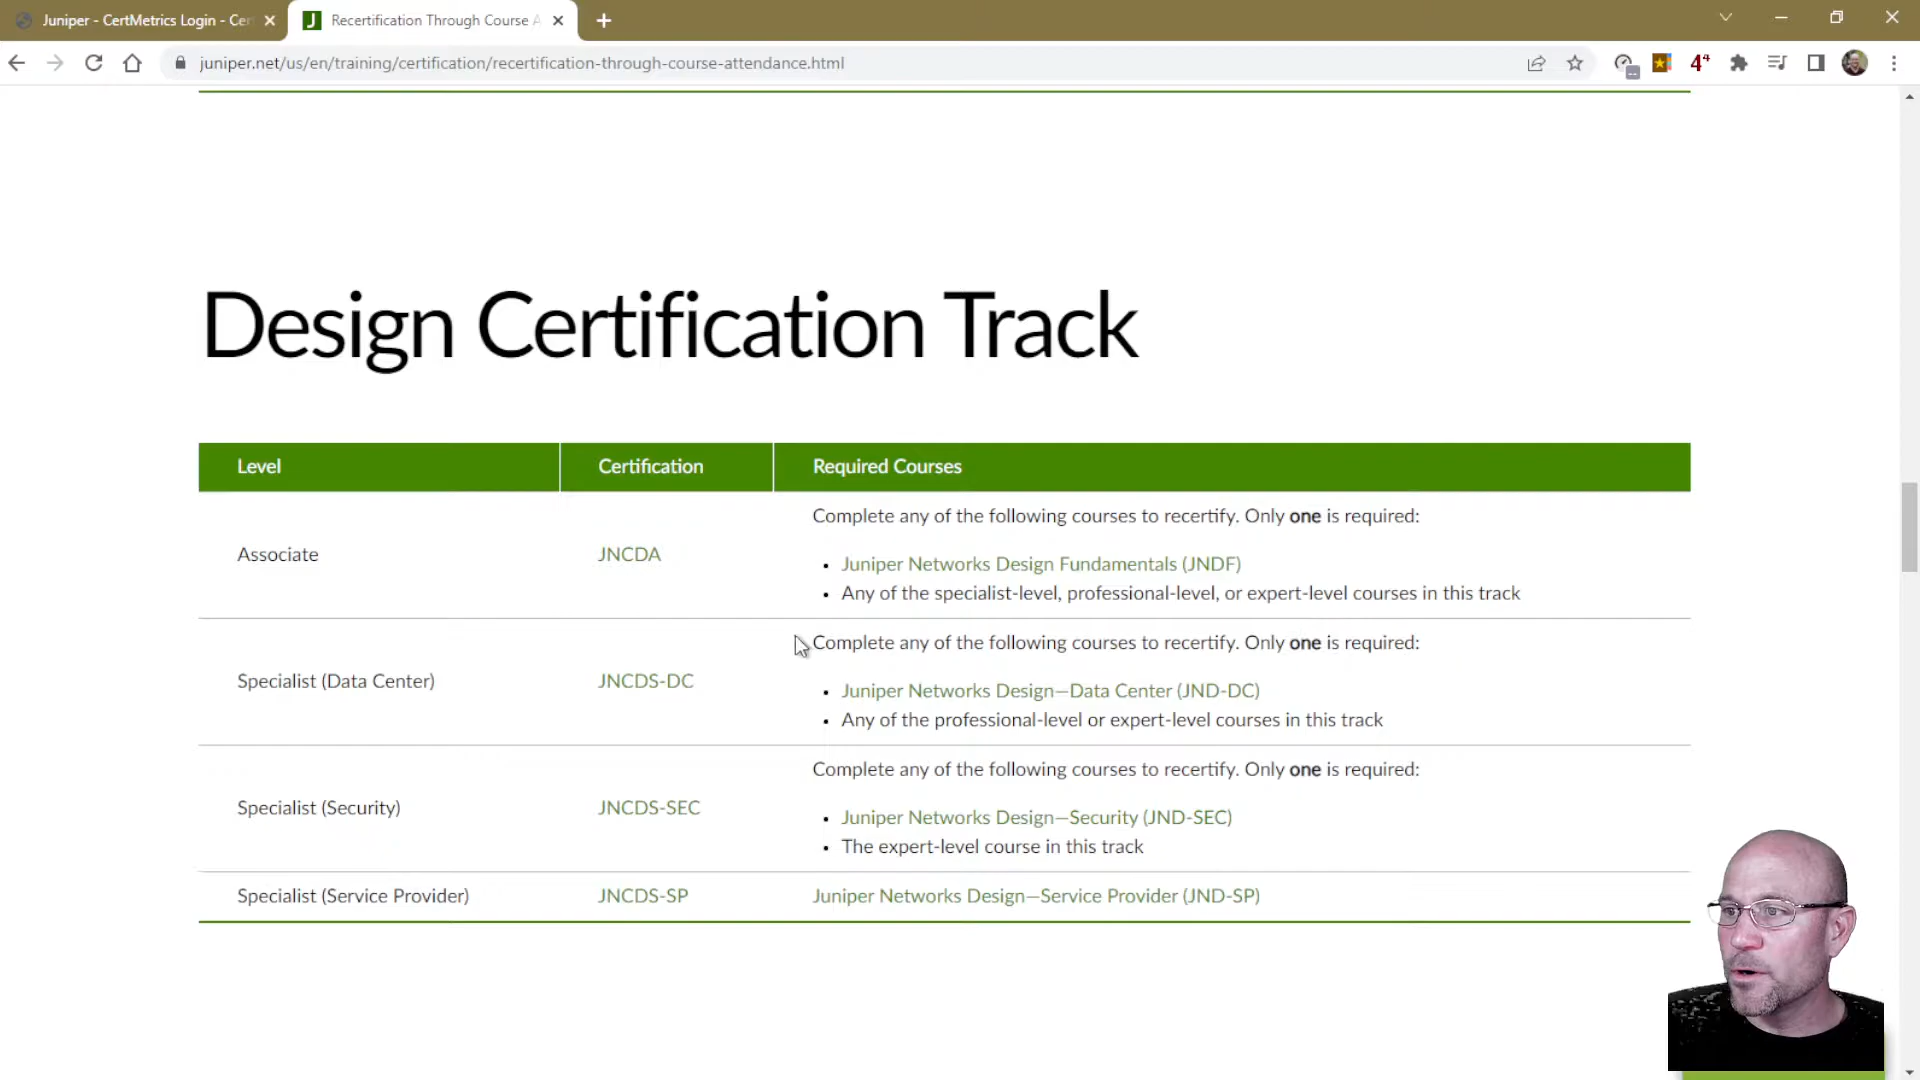 Juniper - CertMetrics Login - Cer
Recertification Through Course A
juniper.net/us/en/training/certification/recertification-through-course-attendance.html
4⁴
Design Certification Track
Level
Certification
Required Courses
Associate
JNCDA
Complete any of the following courses to recertify. Only one is required:
• Juniper Networks Design Fundamentals (JNDF)
• Any of the specialist-level, professional-level, or expert-level courses in this track
Specialist (Data Center)
JNCDS-DC
Complete any of the following courses to recertify. Only one is required:
• Juniper Networks Design—Data Center (JND-DC)
• Any of the professional-level or expert-level courses in this track
Specialist (Security)
JNCDS-SEC
Complete any of the following courses to recertify. Only one is required:
• Juniper Networks Design—Security (JND-SEC)
• The expert-level course in this track
Specialist (Service Provider)
JNCDS-SP
Juniper Networks Design—Service Provider (JND-SP)